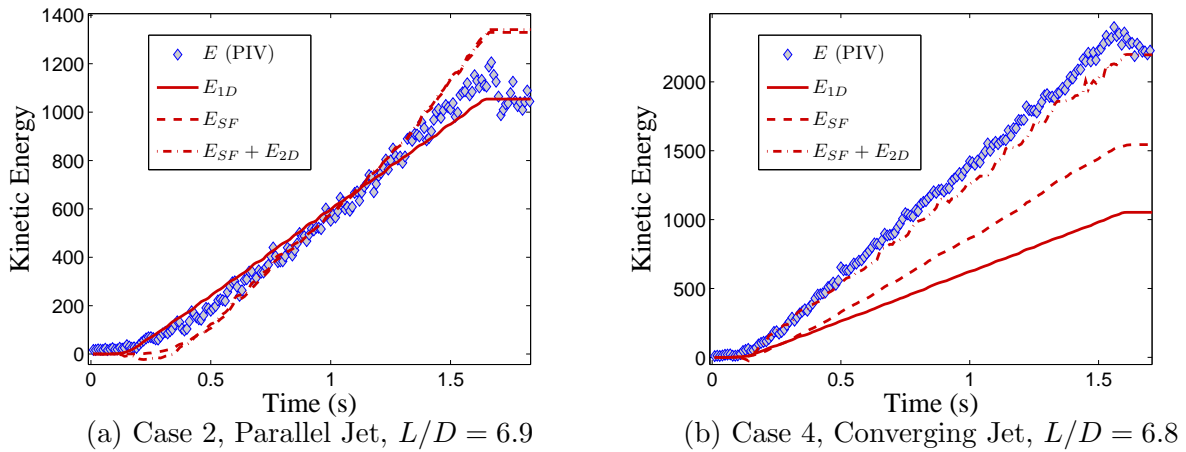 1400
1200
1000
800
600
400
200
0
Kinetic Energy
E (PIV)
E_{1D}
E_{SF}
E_{SF} + E_{2D}
0 0.5 1 1.5
Time (s)
(a) Case 2, Parallel Jet, L/D = 6.9
2000
1500
1000
500
0
Kinetic Energy
E (PIV)
E_{1D}
E_{SF}
E_{SF} + E_{2D}
0 0.5 1 1.5
Time (s)
(b) Case 4, Converging Jet, L/D = 6.8